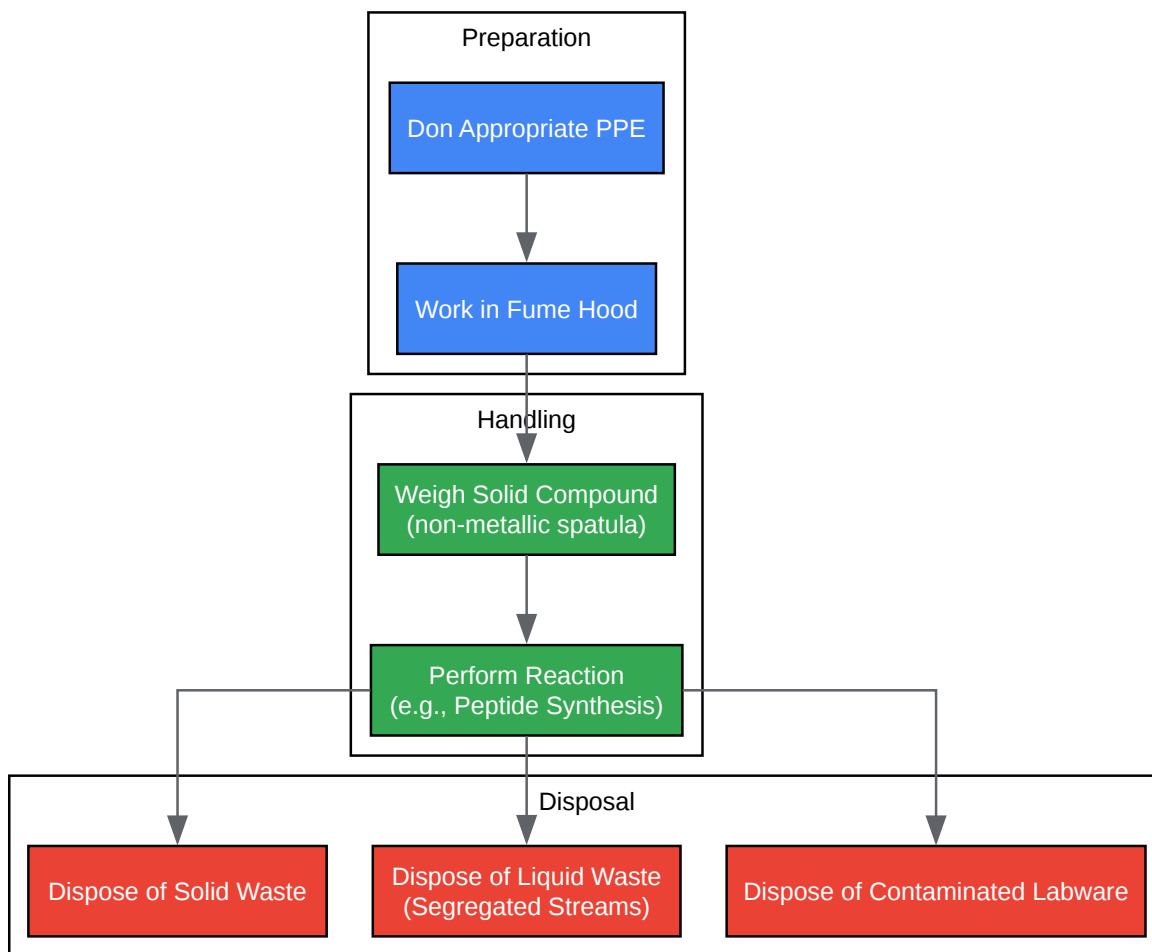 Preparation
Don Appropriate PPE
Work in Fume Hood
Handling
Weigh Solid Compound
(non-metallic spatula)
Perform Reaction
(e.g., Peptide Synthesis)
Disposal
Dispose of Solid Waste
Dispose of Liquid Waste
(Segregated Streams)
Dispose of Contaminated Labware